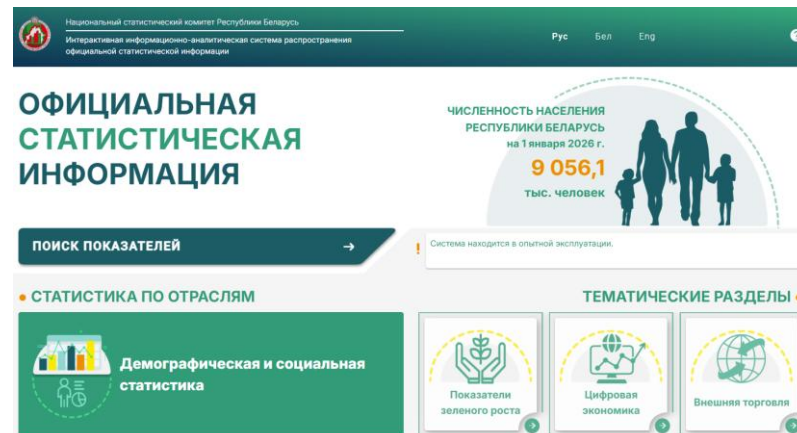 Национальный статистический комитет Республики Беларусь
Интерактивная информационно-аналитическая система распространения
официальной статистической информации
Рус Бел Eng
ОФИЦИАЛЬНАЯ
СТАТИСТИЧЕСКАЯ
ИНФОРМАЦИЯ
ЧИСЛЕННОСТЬ НАСЕЛЕНИЯ
РЕСПУБЛИКИ БЕЛАРУСЬ
на 1 января 2026 г.
9 056,1
тыс. человек
ПОИСК ПОКАЗАТЕЛЕЙ →
! Система находится в опытной эксплуатации.
• СТАТИСТИКА ПО ОТРАСЛЯМ
ТЕМАТИЧЕСКИЕ РАЗДЕЛЫ •
Демографическая и социальная
статистика
Показатели
зеленого роста
Цифровая
экономика
Внешняя торговля